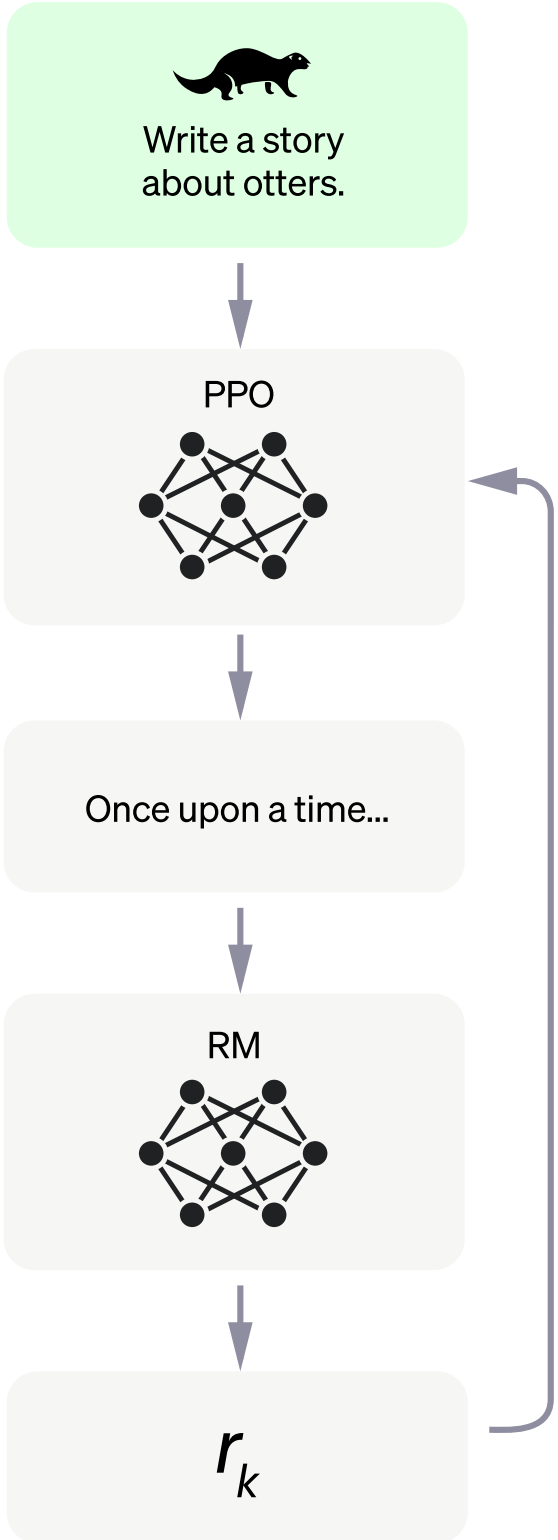 Write a story
about otters.
PPO
Once upon a time...
RM
r_k